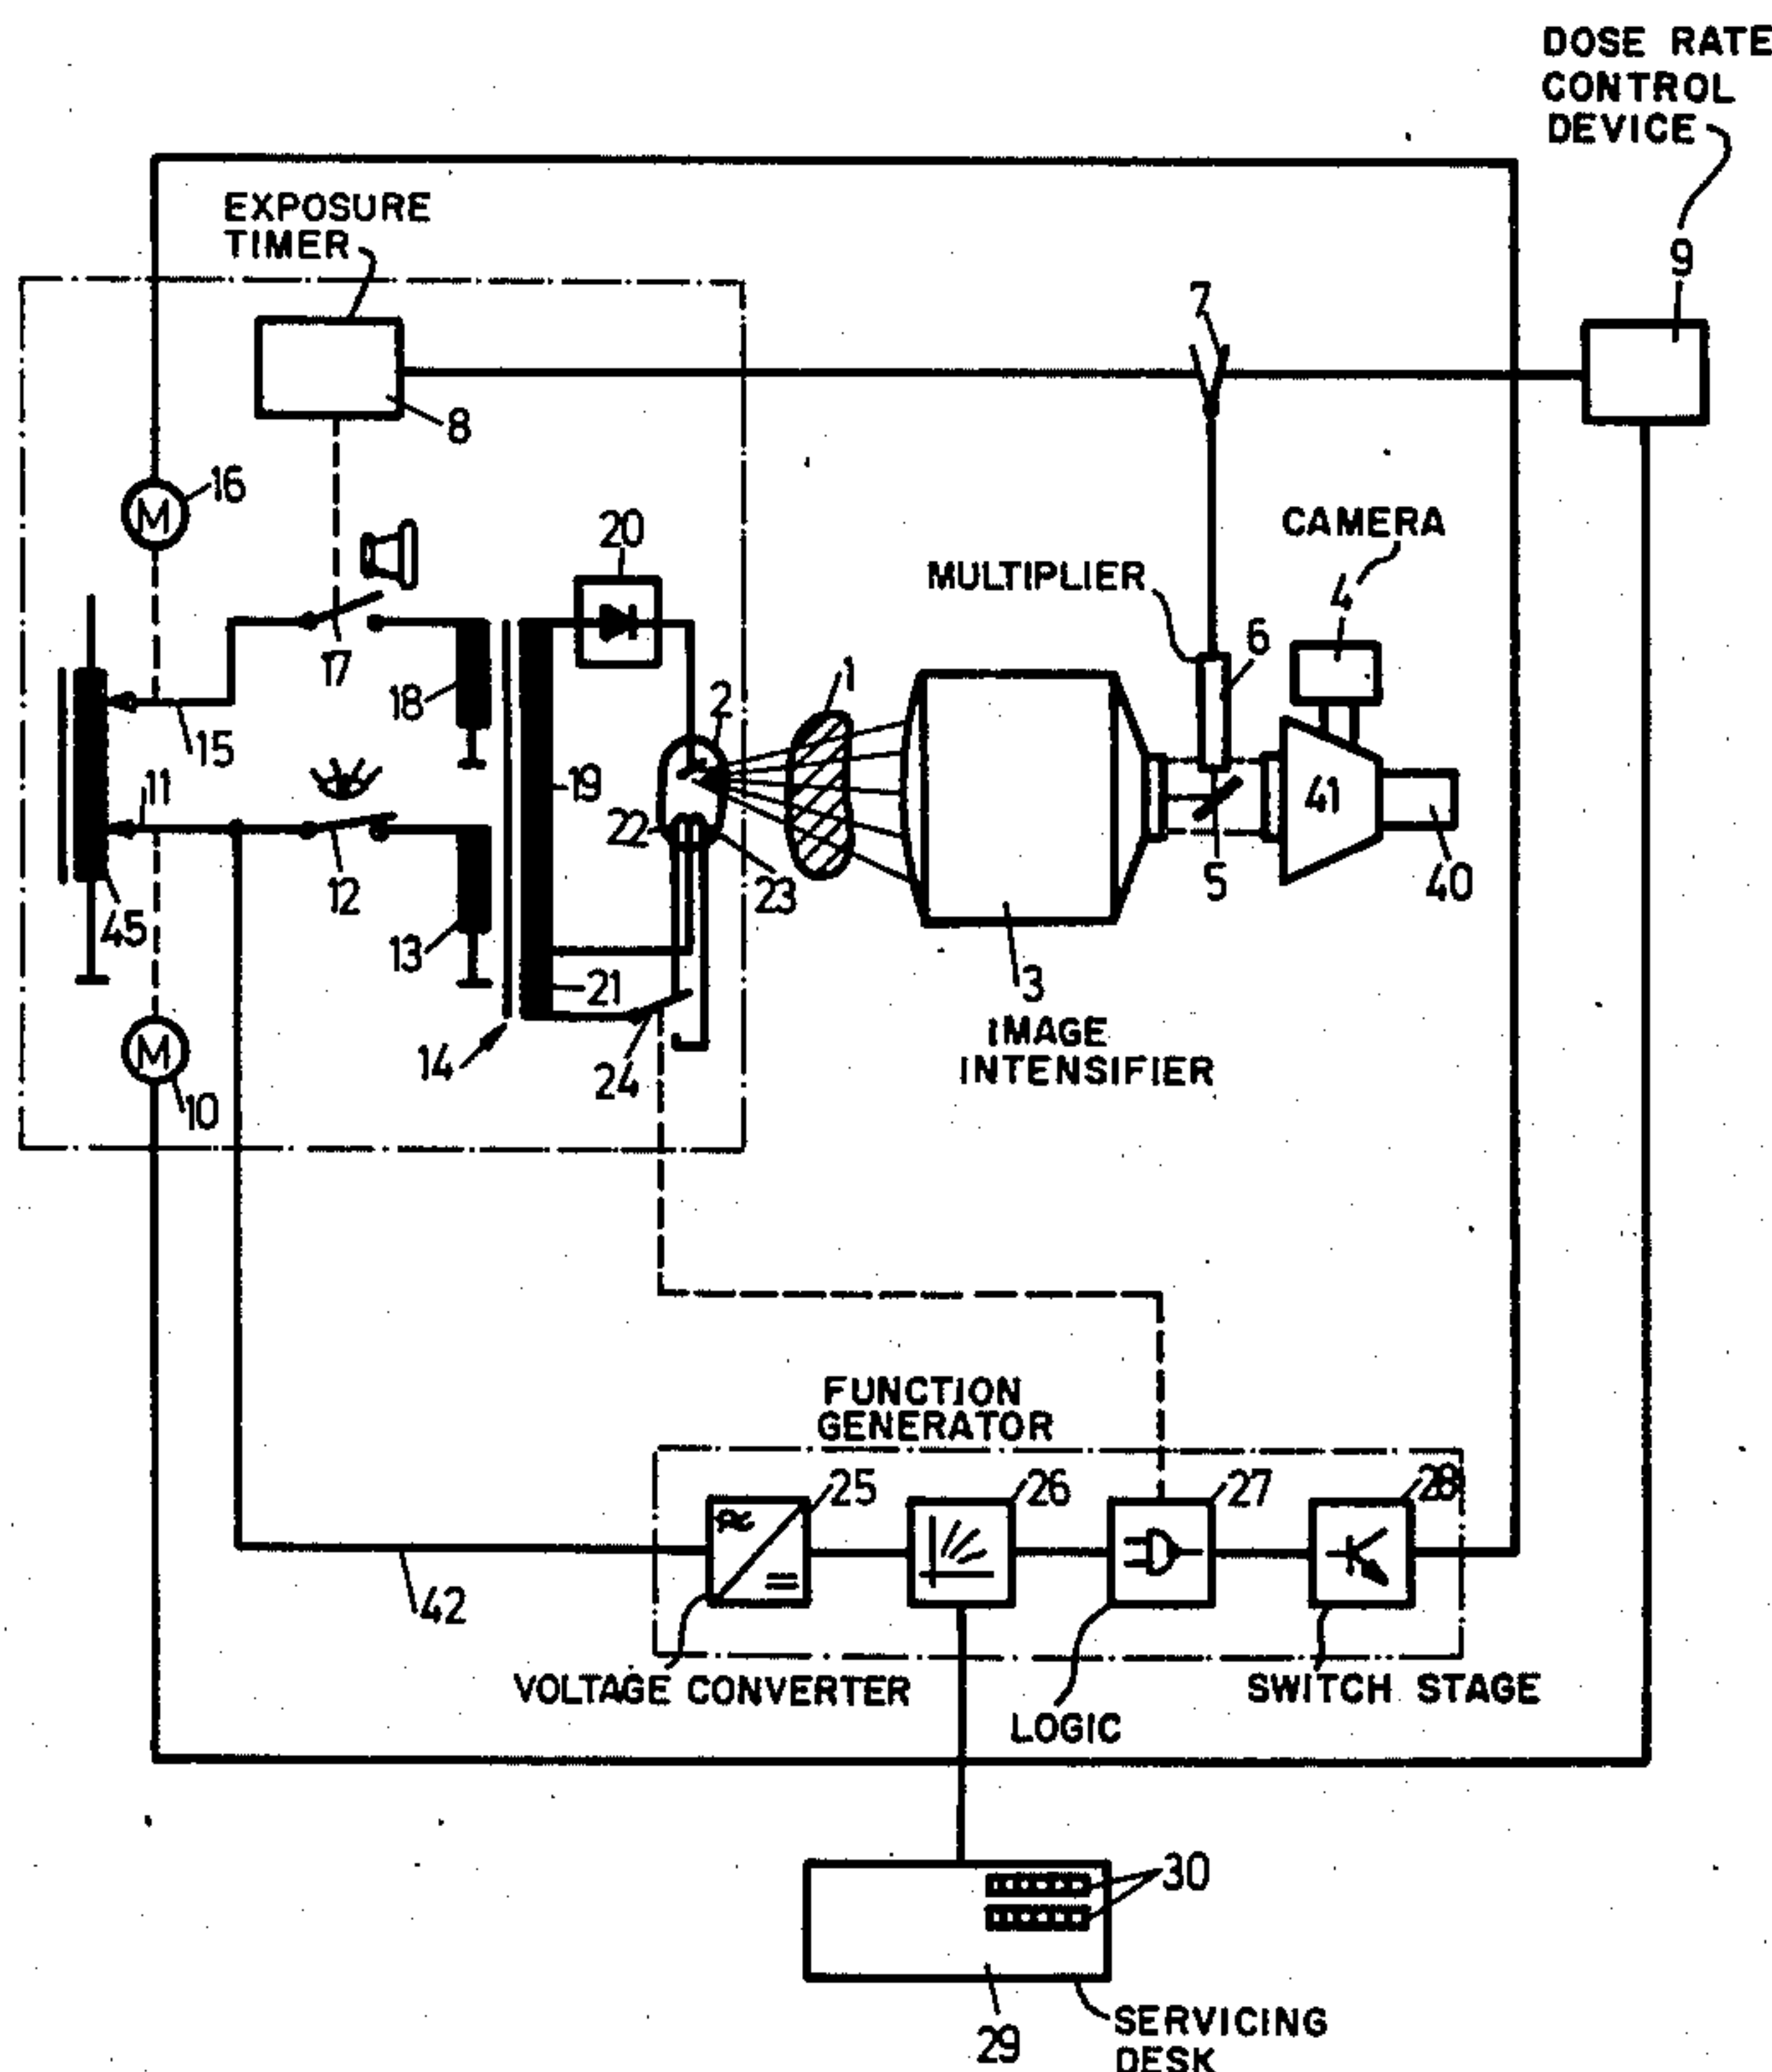 DOSE RATE
CONTROL
DEVICE
EXPOSURE
TIMER
9
7
8
16
M
20
CAMERA
MULTIPLIER
4
6
17
18
1
2
15
11
19
41
22
5
40
12
23
45
13
3
21
IMAGE
INTENSIFIER
M
14
24
10
FUNCTION
GENERATOR
25
26
27
28
42
VOLTAGE CONVERTER
SWITCH STAGE
LOGIC
30
29
SERVICING
DESK